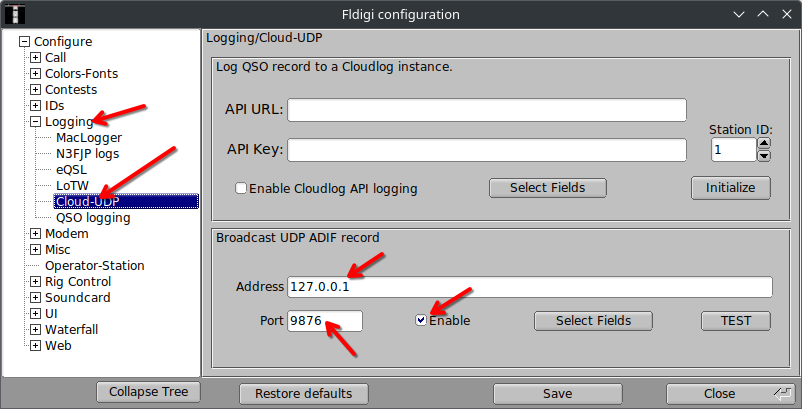 Fldigi configuration
Configure
Call
Colors-Fonts
Contests
IDs
Logging
MacLogger
N3FJP logs
eQSL
LoTW
Cloud-UDP
QSO logging
Modem
Misc
Operator-Station
Rig Control
Soundcard
UI
Waterfall
Web
Collapse Tree
Logging/Cloud-UDP
Log QSO record to a Cloudlog instance.
API URL:
API Key:
Station ID:
1
Enable Cloudlog API logging
Select Fields
Initialize
Broadcast UDP ADIF record
Address 127.0.0.1
Port 9876 Enable Select Fields TEST
Restore defaults Save Close